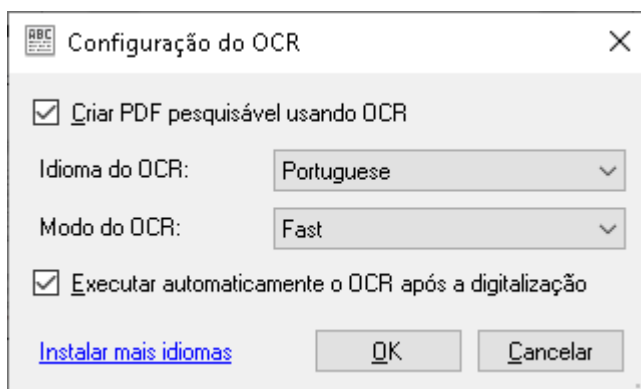 ABC
Configuração do OCR
Criar PDF pesquisável usando OCR
Idioma do OCR: Portuguese
Modo do OCR: Fast
Executar automaticamente o OCR após a digitalização
Instalar mais idiomas OK Cancelar